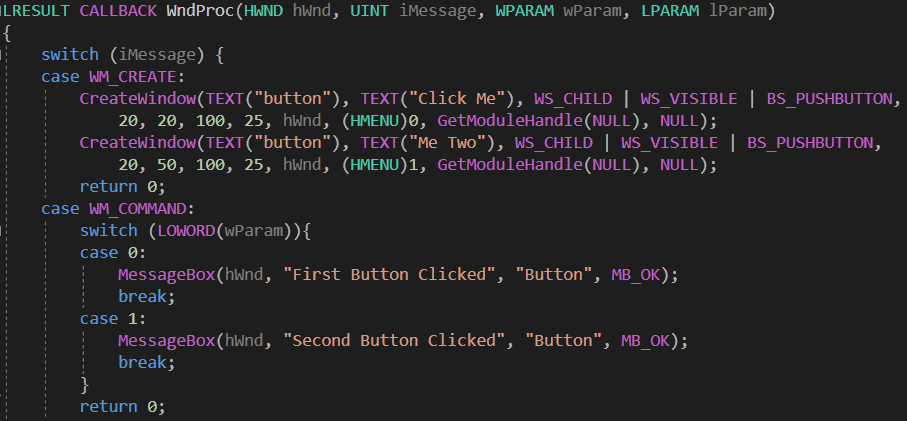 LRESULT CALLBACK WndProc(HWND hWnd, UINT iMessage, WPARAM wParam, LPARAM lParam)
{
switch (iMessage) {
case WM_CREATE:
CreateWindow(TEXT("button"), TEXT("Click Me"), WS_CHILD | WS_VISIBLE | BS_PUSHBUTTON,
20, 20, 100, 25, hWnd, (HMENU)0, GetModuleHandle(NULL), NULL);
CreateWindow(TEXT("button"), TEXT("Me Two"), WS_CHILD | WS_VISIBLE | BS_PUSHBUTTON,
20, 50, 100, 25, hWnd, (HMENU)1, GetModuleHandle(NULL), NULL);
return 0;
case WM_COMMAND:
switch (LOWORD(wParam)){
case 0:
MessageBox(hWnd, "First Button Clicked", "Button", MB_OK);
break;
case 1:
MessageBox(hWnd, "Second Button Clicked", "Button", MB_OK);
break;
}
return 0;